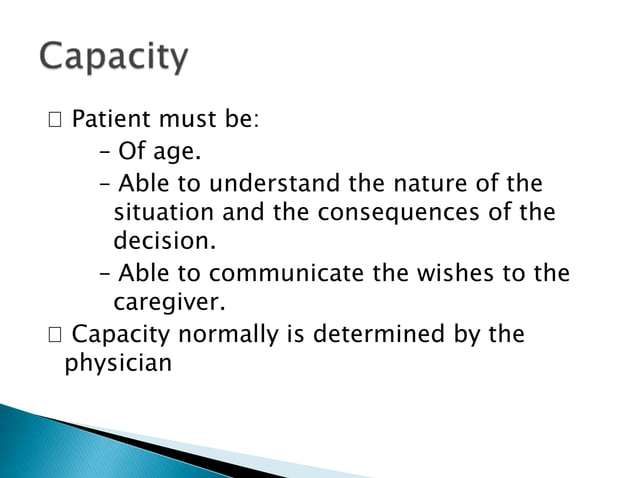 Capacity
□ Patient must be:
– Of age.
– Able to understand the nature of the
situation and the consequences of the
decision.
– Able to communicate the wishes to the
caregiver.
□ Capacity normally is determined by the
physician